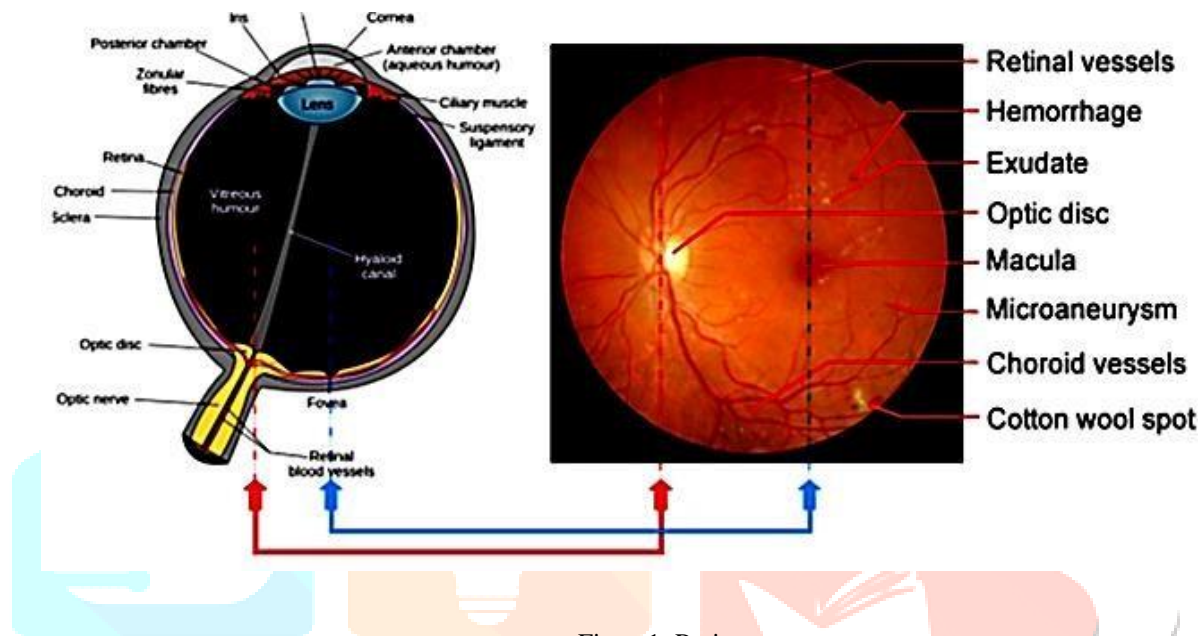 Iris
Cornea
Posterior chamber
Anterior chamber
(aqueous humour)
Zonular
fibres
Lens
Ciliary muscle
Suspensory
ligament
Retina
Choroid
Sclera
Vitreous
humour
Hyaloid
canal
Optic disc
Optic nerve
Fovea
Retinal
blood vessels
Retinal vessels
Hemorrhage
Exudate
Optic disc
Macula
Microaneurysm
Choroid vessels
Cotton wool spot